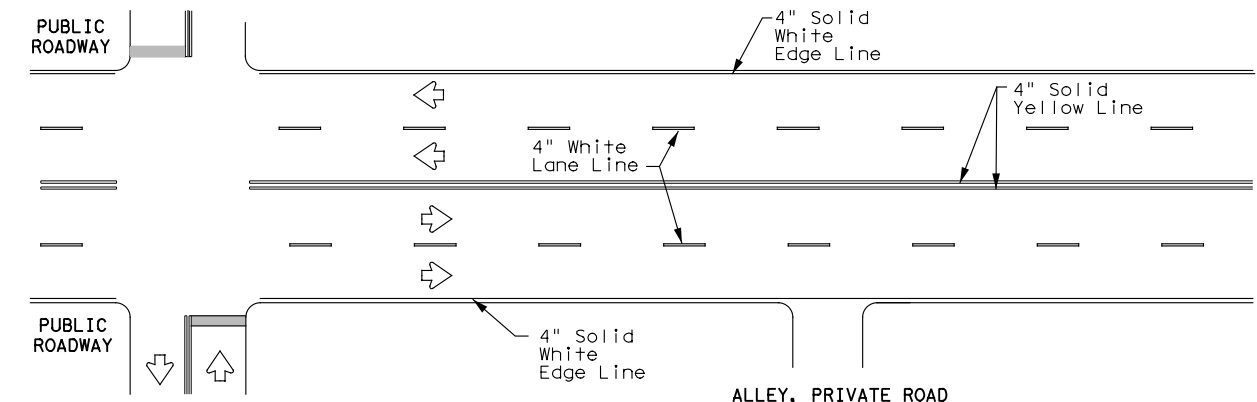 PUBLIC
ROADWAY
4" Solid
White
Edge Line
4" Solid
Yellow Line
4" White
Lane Line
PUBLIC
ROADWAY
4" Solid
White
Edge Line
ALLEY, PRIVATE ROAD